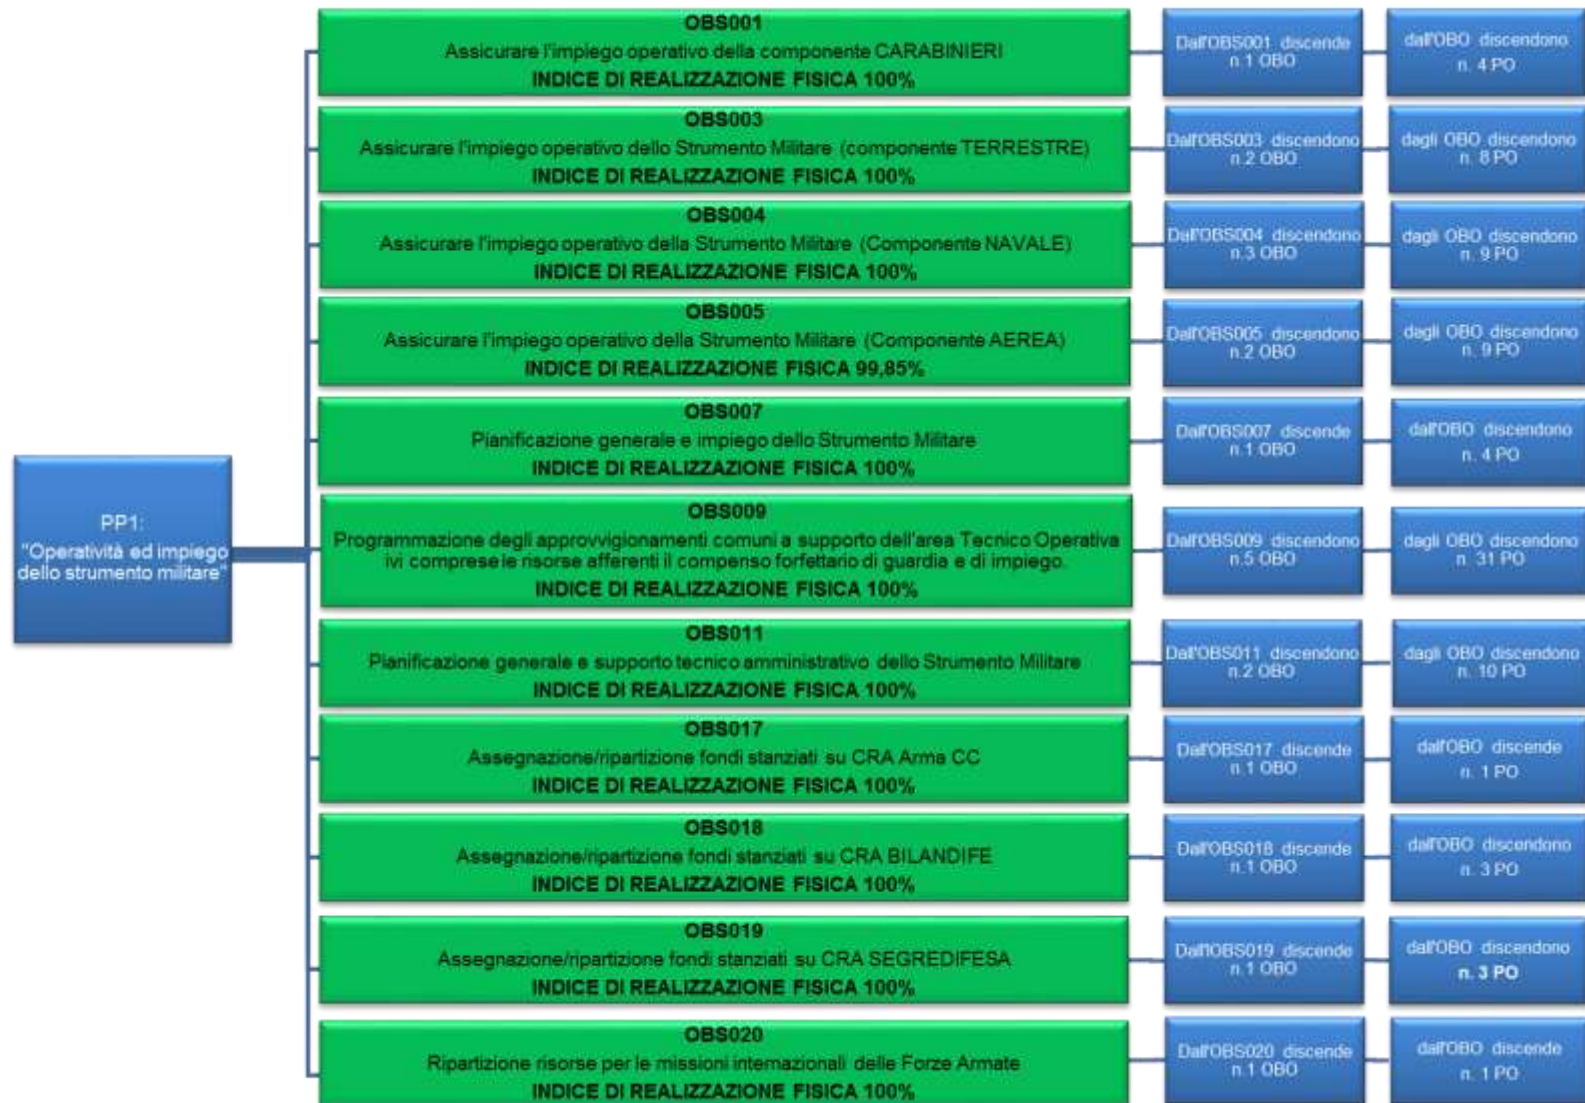 PP1:
"Operatività ed impiego
dello strumento militare"
OBS001
Assicurare l'impiego operativo della componente CARABINIERI
INDICE DI REALIZZAZIONE FISICA 100%
Dall'OBS001 discende
n.1 OBO
dall'OBO discendono
n. 4 PO
OBS003
Assicurare l'impiego operativo dello Strumento Militare (componente TERRESTRE)
INDICE DI REALIZZAZIONE FISICA 100%
Dall'OBS003 discendono
n.2 OBO
dagli OBO discendono
n. 8 PO
OBS004
Assicurare l'impiego operativo della Strumento Militare (Componente NAVALE)
INDICE DI REALIZZAZIONE FISICA 100%
Dall'OBS004 discendono
n.3 OBO
dagli OBO discendono
n. 9 PO
OBS005
Assicurare l'impiego operativo della Strumento Militare (Componente AEREA)
INDICE DI REALIZZAZIONE FISICA 99,85%
Dall'OBS005 discendono
n.2 OBO
dagli OBO discendono
n. 9 PO
OBS007
Pianificazione generale e impiego dello Strumento Militare
INDICE DI REALIZZAZIONE FISICA 100%
Dall'OBS007 discende
n.1 OBO
dall'OBO discendono
n. 4 PO
OBS009
Programmazione degli approvvigionamenti comuni a supporto dell'area Tecnico Operativa
ivi comprese le risorse afferenti il compenso forfettario di guardia e di impiego.
INDICE DI REALIZZAZIONE FISICA 100%
Dall'OBS009 discendono
n.5 OBO
dagli OBO discendono
n. 31 PO
OBS011
Pianificazione generale e supporto tecnico amministrativo dello Strumento Militare
INDICE DI REALIZZAZIONE FISICA 100%
Dall'OBS011 discendono
n.2 OBO
dagli OBO discendono
n. 10 PO
OBS017
Assegnazione/ripartizione fondi stanziati su CRA Arma CC
INDICE DI REALIZZAZIONE FISICA 100%
Dall'OBS017 discende
n.1 OBO
dall'OBO discende
n. 1 PO
OBS018
Assegnazione/ripartizione fondi stanziati su CRA BILANDIFE
INDICE DI REALIZZAZIONE FISICA 100%
Dall'OBS018 discende
n.1 OBO
dall'OBO discendono
n. 3 PO
OBS019
Assegnazione/ripartizione fondi stanziati su CRA SEGREDIFESA
INDICE DI REALIZZAZIONE FISICA 100%
Dall'OBS019 discende
n.1 OBO
dall'OBO discendono
n. 3 PO
OBS020
Ripartizione risorse per le missioni internazionali delle Forze Armate
INDICE DI REALIZZAZIONE FISICA 100%
Dall'OBS020 discende
n.1 OBO
dall'OBO discende
n. 1 PO